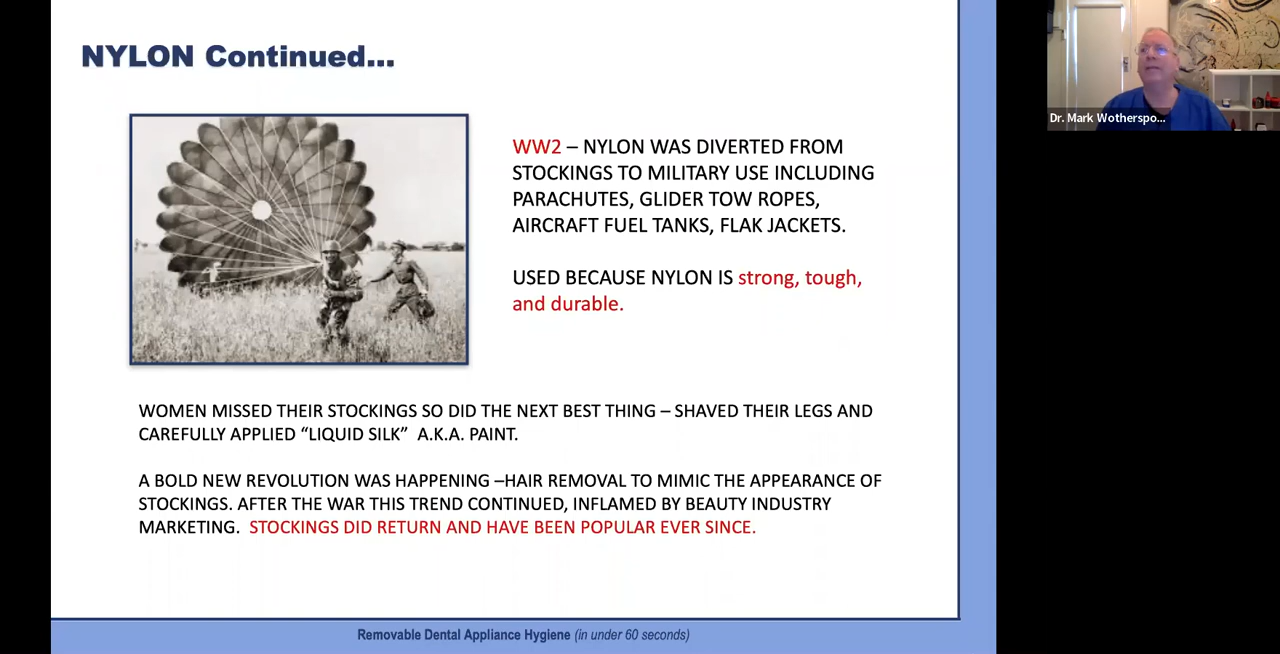 NYLON Continued...
WW2 – NYLON WAS DIVERTED FROM
STOCKINGS TO MILITARY USE INCLUDING
PARACHUTES, GLIDER TOW ROPES,
AIRCRAFT FUEL TANKS, FLAK JACKETS.
USED BECAUSE NYLON IS strong, tough,
and durable.
WOMEN MISSED THEIR STOCKINGS SO DID THE NEXT BEST THING – SHAVED THEIR LEGS AND
CAREFULLY APPLIED “LIQUID SILK” A.K.A. PAINT.
A BOLD NEW REVOLUTION WAS HAPPENING –HAIR REMOVAL TO MIMIC THE APPEARANCE OF
STOCKINGS. AFTER THE WAR THIS TREND CONTINUED, INFLAMED BY BEAUTY INDUSTRY
MARKETING. STOCKINGS DID RETURN AND HAVE BEEN POPULAR EVER SINCE.
Removable Dental Appliance Hygiene (in under 60 seconds)
Dr. Mark Wotherspo...